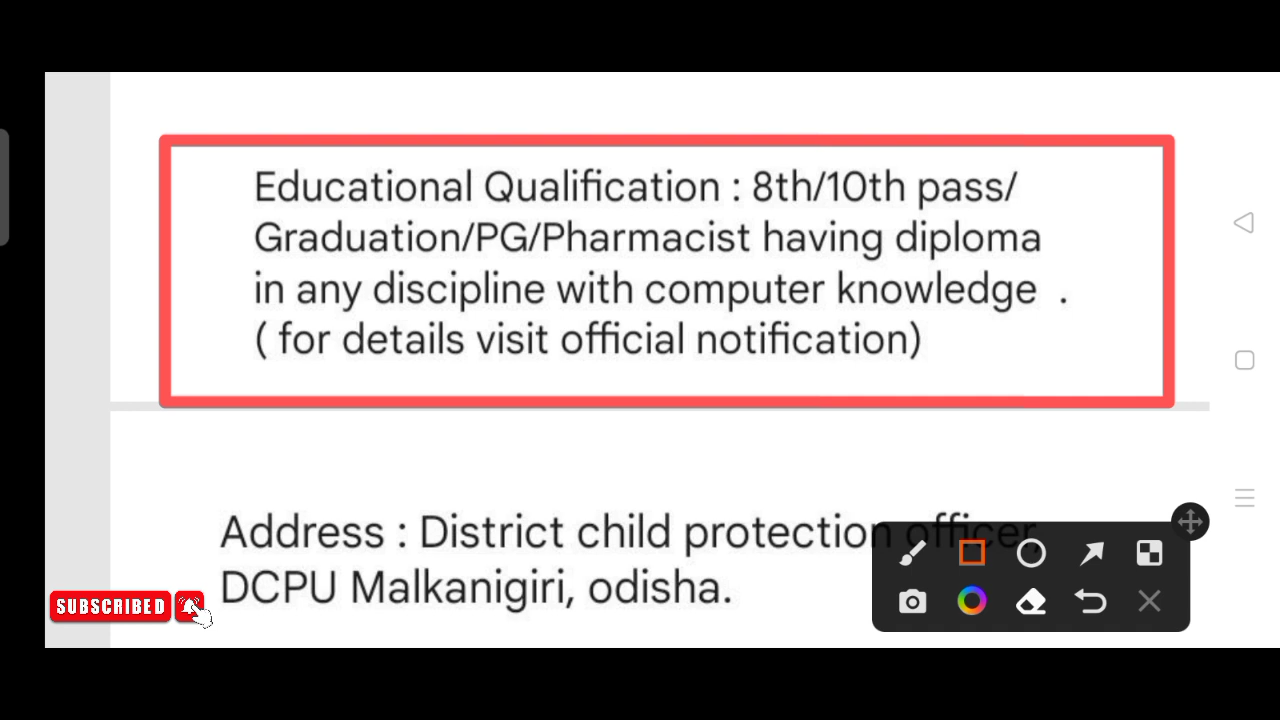 Educational Qualification : 8th/10th pass/
Graduation/PG/Pharmacist having diploma
in any discipline with computer knowledge .
( for details visit official notification)
Address : District child protection officer,
DCPU Malkanigiri, odisha.
SUBSCRIBED